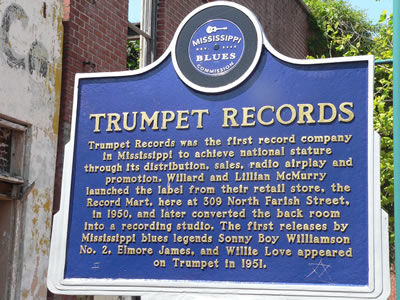 MISSISSIPPI
BLUES
COMMISSION
TRUMPET RECORDS
Trumpet Records was the first record company
in Mississippi to achieve national stature
through its distribution, sales, radio airplay and
promotion. Willard and Lillian McMurry
launched the label from their retail store, the
Record Mart, here at 309 North Farish Street,
in 1950, and later converted the back room
into a recording studio. The first releases by
Mississippi blues legends Sonny Boy Williamson
No. 2, Elmore James, and Willie Love appeared
on Trumpet in 1951.